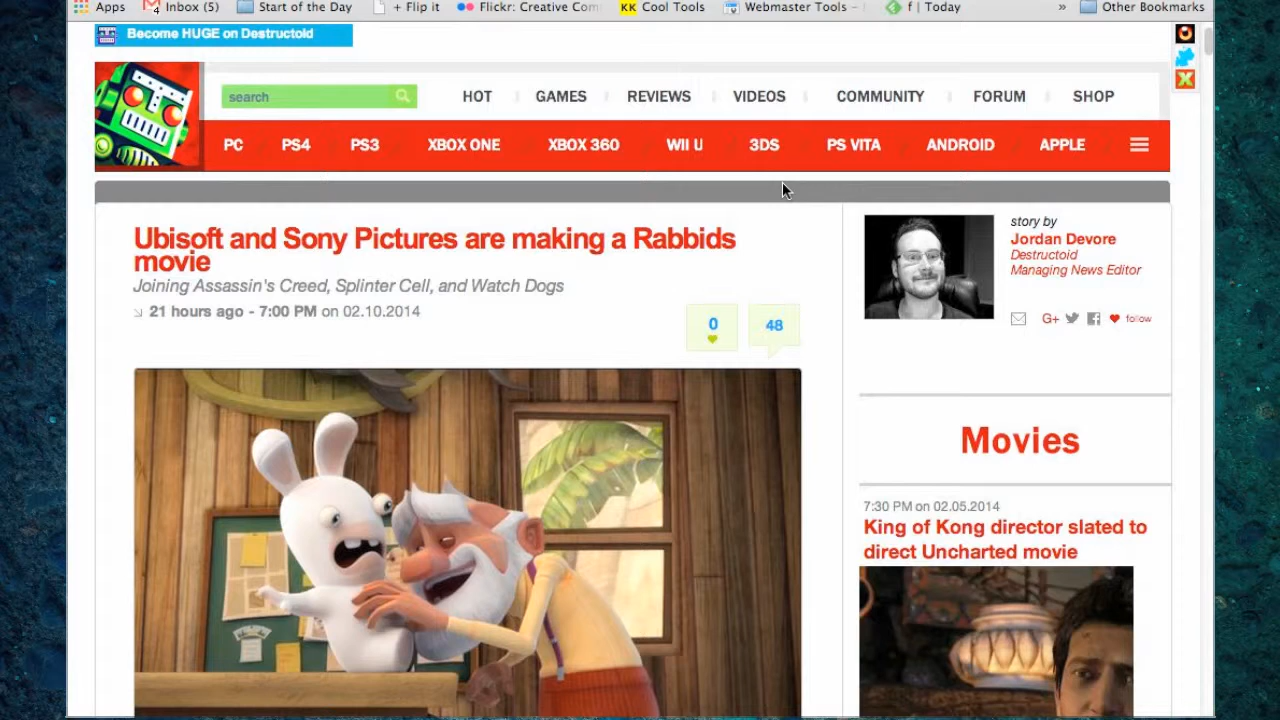 Apps
4
Inbox (5)
Start of the Day
+ Flip it
Flickr: Creative Com
KK Cool Tools
Webmaster Tools –
f | Today
»
Other Bookmarks
Become HUGE on Destructoid
search
HOT
GAMES
REVIEWS
VIDEOS
COMMUNITY
FORUM
SHOP
PC
PS4
PS3
XBOX ONE
XBOX 360
WII U
3DS
PS VITA
ANDROID
APPLE
Ubisoft and Sony Pictures are making a Rabbids
movie
Joining Assassin's Creed, Splinter Cell, and Watch Dogs
21 hours ago - 7:00 PM on 02.10.2014
0
48
story by
Jordan Devore
Destructoid
Managing News Editor
G+
follow
Movies
7:30 PM on 02.05.2014
King of Kong director slated to
direct Uncharted movie